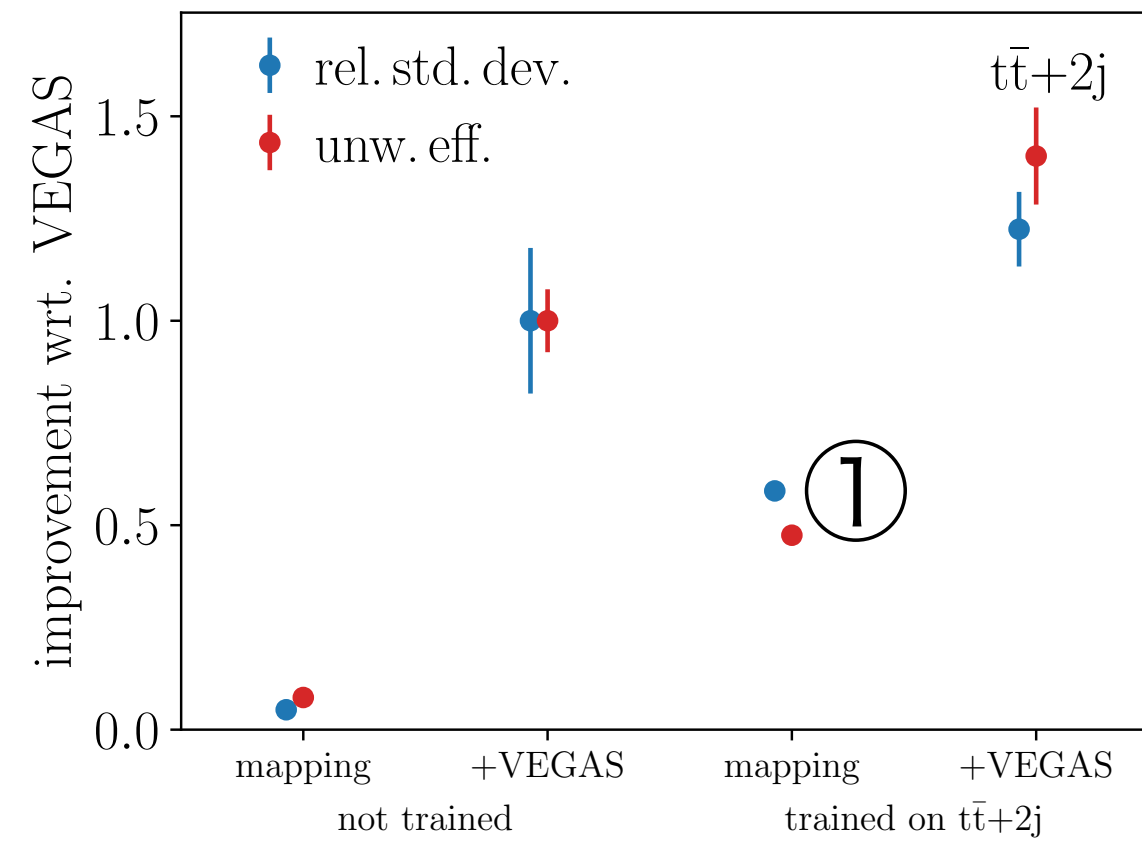 improvement wrt. VEGAS
rel. std. dev.
unw. eff.
tt̄+2j
1.5
1.0
0.5
0.0
1
mapping
+VEGAS
mapping
+VEGAS
not trained
trained on tt̄+2j